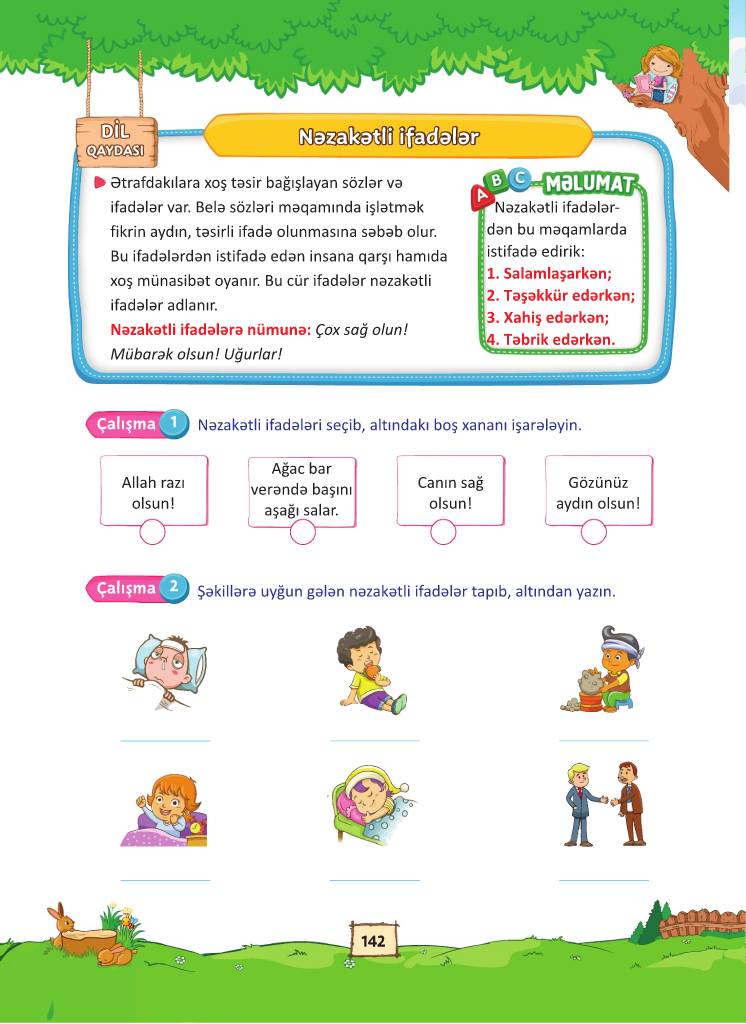 DİL
QAYDASI
Nəzakətli ifadələr
Ətrafdakılara xoş təsir bağışlayan sözlər və
ifadələr var. Belə sözləri məqamında işlətmək
fikrin aydın, təsirli ifadə olunmasına səbəb olur.
Bu ifadələrdən istifadə edən insana qarşı hamıda
xoş münasibət oyanır. Bu cür ifadələr nəzakətli
ifadələr adlanır.
Nəzakətli ifadələrə nümunə: Çox sağ olun!
Mübarək olsun! Uğurlar!
A B C MƏLUMAT
Nəzakətli ifadələr-
dən bu məqamlarda
istifadə edirik:
1. Salamlaşarkən;
2. Təşəkkür edərkən;
3. Xahiş edərkən;
4. Təbrik edərkən.
Çalışma 1 Nəzakətli ifadələri seçib, altındakı boş xananı işarələyin.
Allah razı
olsun!
Ağac bar
verəndə başını
aşağı salar.
Canın sağ
olsun!
Gözünüz
aydın olsun!
Çalışma 2 Şəkillərə uyğun gələn nəzakətli ifadələr tapıb, altından yazın.
142